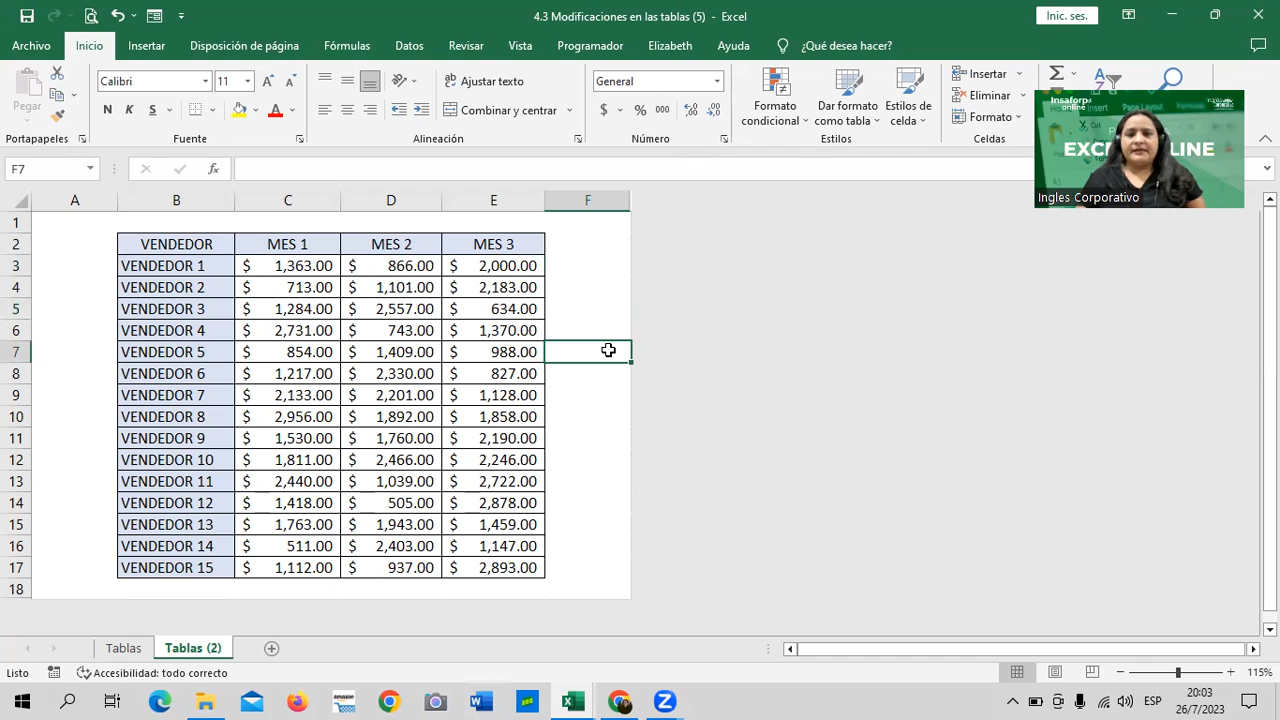 4.3 Modificaciones en las tablas (5) - Excel
Inic. ses.
Archivo Inicio Insertar Disposición de página Fórmulas Datos Revisar Vista Programador Elizabeth Ayuda ¿Qué desea hacer?
Pegar
Portapapeles
Calibri 11
N K S
Fuente
Ajustar texto
Combinar y centrar
Alineación
General
$ % 000
Número
Formato condicional
Dar formato como tabla
Estilos de celda
Estilos
Insertar
Eliminar
Formato
Celdas
Insaforp online
EXCE LINE
Ingles Corporativo
F7 fx
A B C D E F
1
2 VENDEDOR MES 1 MES 2 MES 3
3 VENDEDOR 1 $ 1,363.00 $ 866.00 $ 2,000.00
4 VENDEDOR 2 $ 713.00 $ 1,101.00 $ 2,183.00
5 VENDEDOR 3 $ 1,284.00 $ 2,557.00 $ 634.00
6 VENDEDOR 4 $ 2,731.00 $ 743.00 $ 1,370.00
7 VENDEDOR 5 $ 854.00 $ 1,409.00 $ 988.00
8 VENDEDOR 6 $ 1,217.00 $ 2,330.00 $ 827.00
9 VENDEDOR 7 $ 2,133.00 $ 2,201.00 $ 1,128.00
10 VENDEDOR 8 $ 2,956.00 $ 1,892.00 $ 1,858.00
11 VENDEDOR 9 $ 1,530.00 $ 1,760.00 $ 2,190.00
12 VENDEDOR 10 $ 1,811.00 $ 2,466.00 $ 2,246.00
13 VENDEDOR 11 $ 2,440.00 $ 1,039.00 $ 2,722.00
14 VENDEDOR 12 $ 1,418.00 $ 505.00 $ 2,878.00
15 VENDEDOR 13 $ 1,763.00 $ 1,943.00 $ 1,459.00
16 VENDEDOR 14 $ 511.00 $ 2,403.00 $ 1,147.00
17 VENDEDOR 15 $ 1,112.00 $ 937.00 $ 2,893.00
18
Tablas Tablas (2)
Listo Accesibilidad: todo correcto 115%
ESP 20:03
26/7/2023